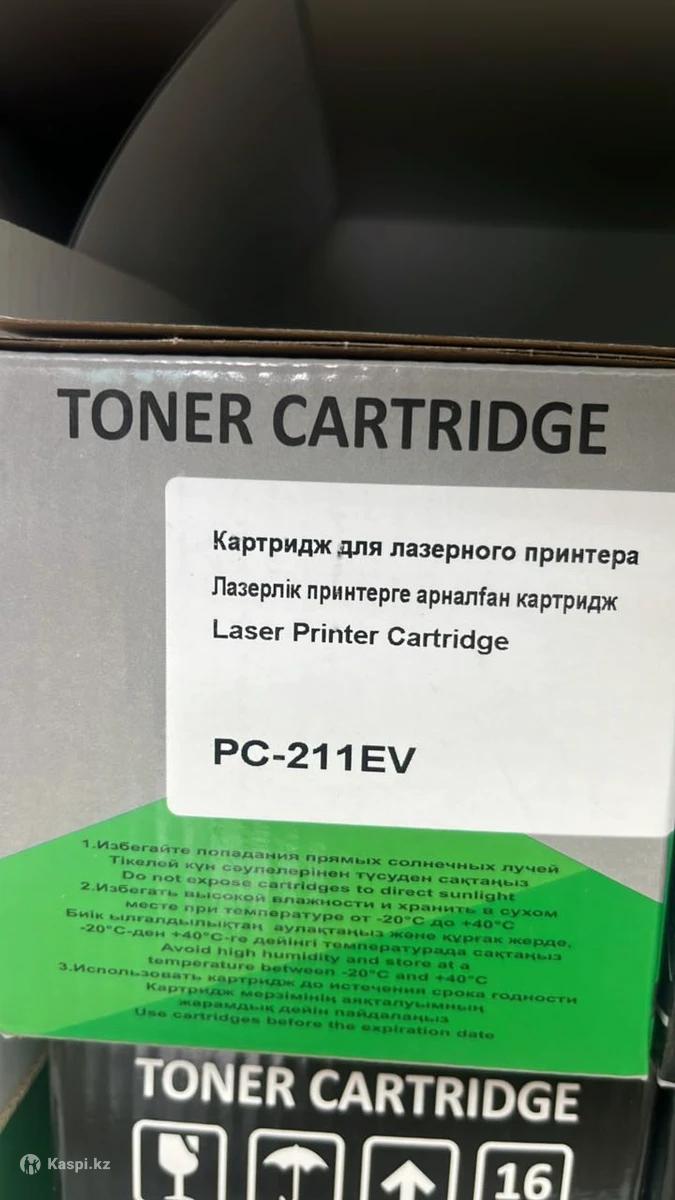 TONER CARTRIDGE
Картридж для лазерного принтера
Лазерлік принтерге арналған картридж
Laser Printer Cartridge
PC-211EV
1.Избегайте попадания прямых солнечных лучей
Тікелей күн сәулелерінен түсуден сақтаңыз
Do not expose cartridges to direct sunlight
2.Избегать высокой влажности и хранить в сухом
месте при температуре от -20°C до +40°C
Биік ылғалдылықтан аулақтаңыз және құрғақ жерде,
-20°C-ден +40°C-ге дейінгі температурада сақтаңыз
Avoid high humidity and store at a
temperature between -20°C and +40°C
3.Использовать картридж до истечения срока годности
Картридж мерзімінің аяқталуымның
жарамдық дейін пайдалаңыз
Use cartridges before the expiration date
TONER CARTRIDGE
16
Kaspi.kz